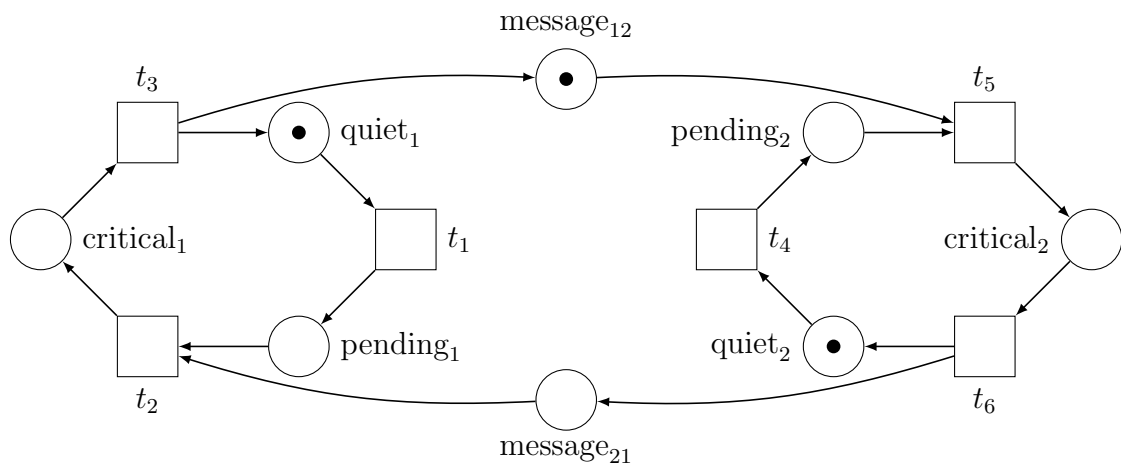 message₁₂
t₃
t₅
quiet₁
pending₂
critical₁
t₁
t₄
critical₂
pending₁
quiet₂
t₂
t₆
message₂₁